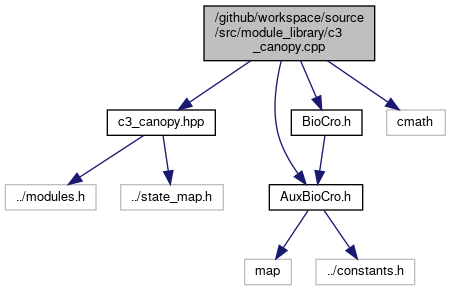 /github/workspace/source
/src/module_library/c3
_canopy.cpp
c3_canopy.hpp
BioCro.h
cmath
../modules.h
../state_map.h
AuxBioCro.h
map
../constants.h